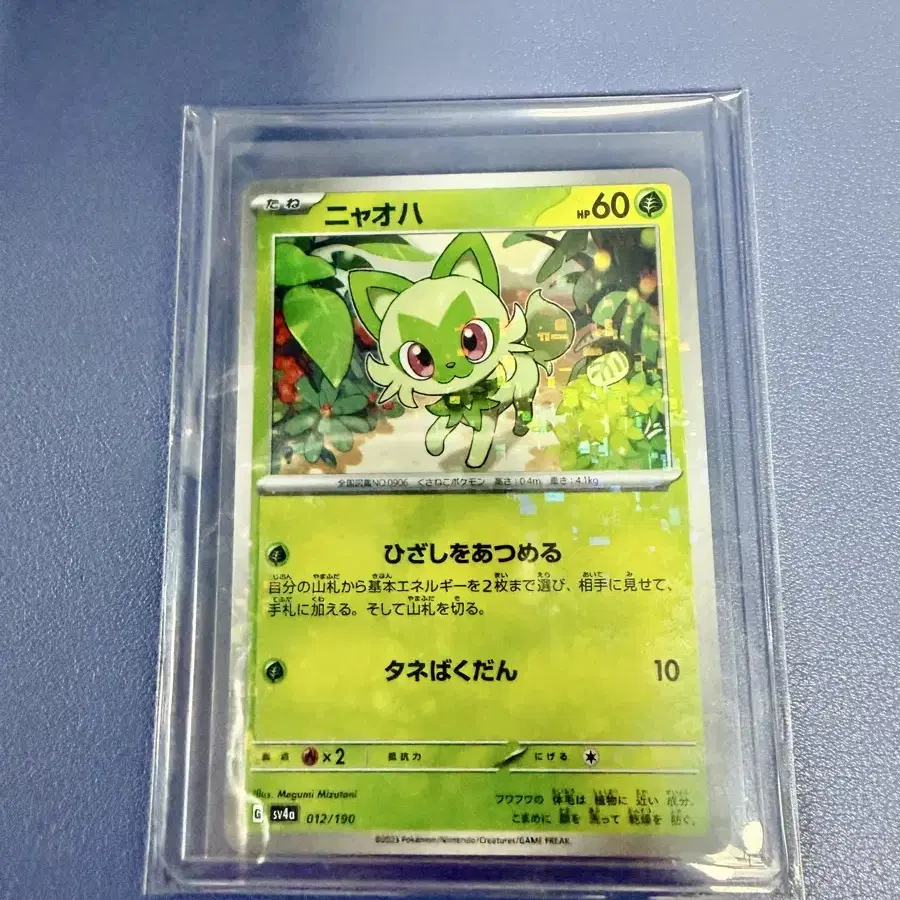 たね
ニャオハ
HP 60
全国図鑑NO.0906 くさねこポケモン 高さ:0.4m 重さ:4.1kg
ひざしをあつめる
自分の山札から基本エネルギーを2枚まで選び、相手に見せて、
手札に加える。そして山札を切る。
タネばくだん 10
弱点 ×2 抵抗力 にげる
Illus. Megumi Mizutani
G sv4a 012/190
フワフワの 体毛は 植物に 近い 成分。
こまめに 顔を 洗って 乾燥を 防ぐ。
©2023 Pokémon/Nintendo/Creatures/GAME FREAK.